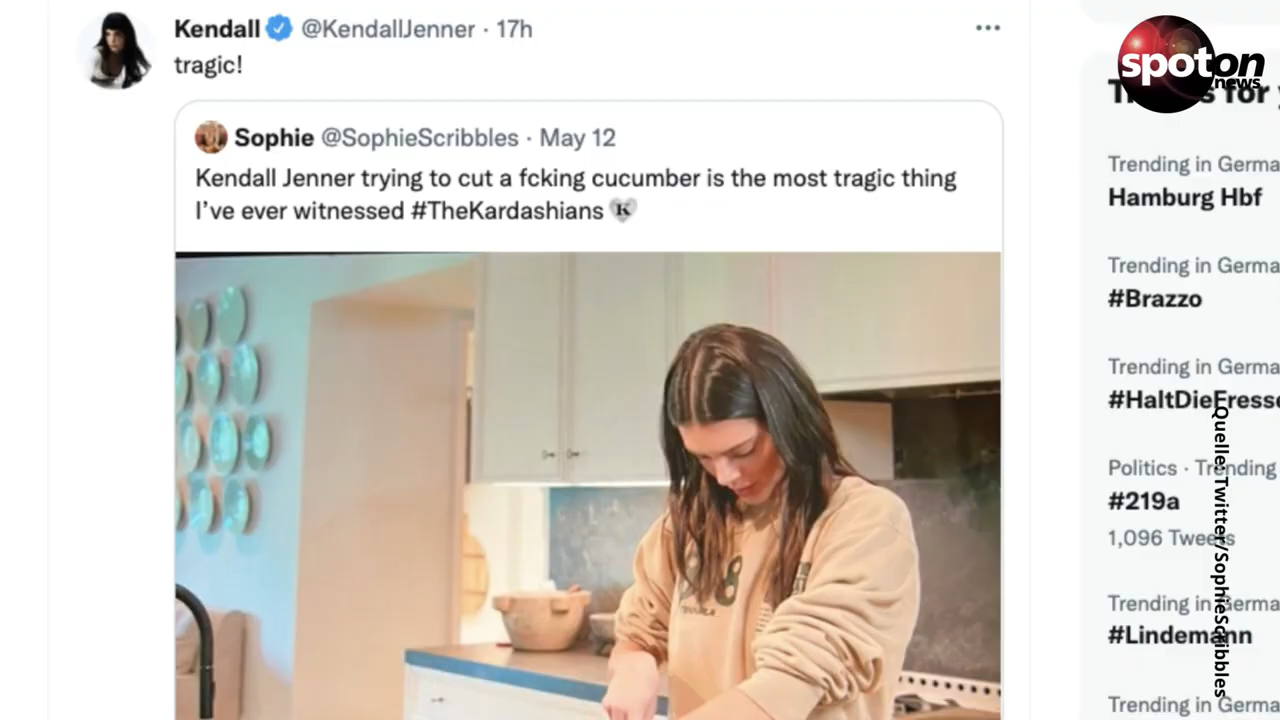 Kendall @KendallJenner · 17h
tragic!
Sophie @SophieScribbles · May 12
Kendall Jenner trying to cut a fcking cucumber is the most tragic thing
I've ever witnessed #TheKardashians K
spoton
news
for
Trending in Germa
Hamburg Hbf
Trending in Germa
#Brazzo
Trending in Germa
#HaltDieFresse
Politics · Trending
#219a
1,096 Tweets
Trending in Germa
#Lindemann
Trending in Germa
Quelle: Twitter/SophieScribbles